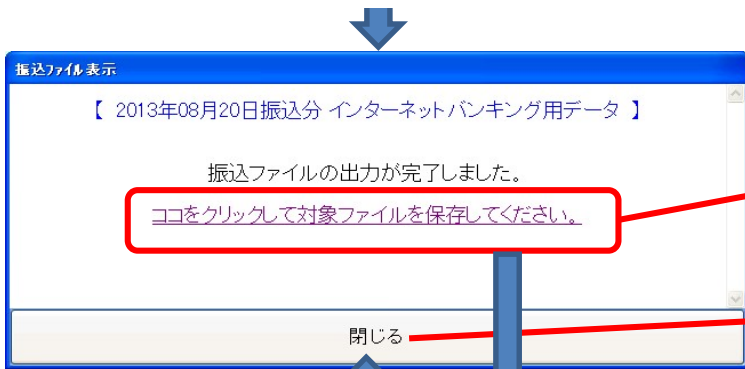 振込ファイル表示
【 2013年08月20日振込分 インターネットバンキング用データ 】
振込ファイルの出力が完了しました。
ココをクリックして対象ファイルを保存してください。
閉じる